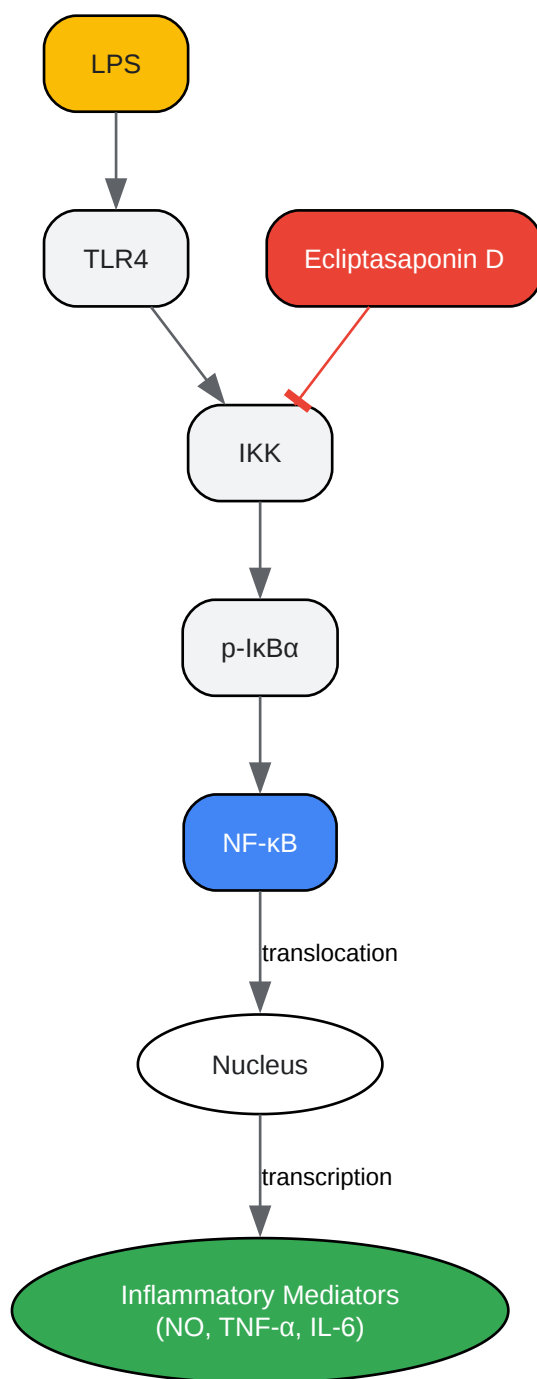 LPS
TLR4
Ecliptasaponin D
IKK
p-IκBα
NF-κB
translocation
Nucleus
transcription
Inflammatory Mediators
(NO, TNF-α, IL-6)